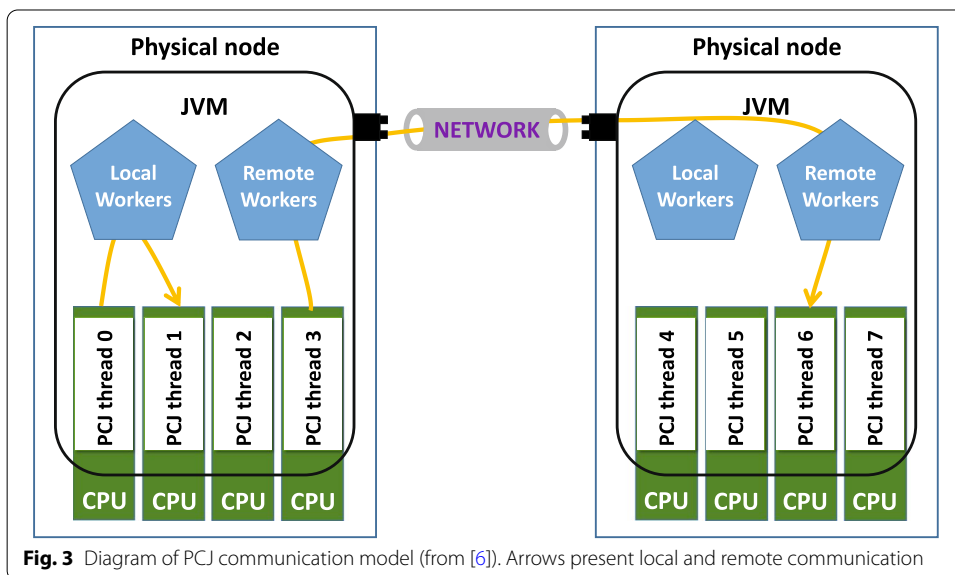 Physical node
JVM
Local
Workers
Remote
Workers
PCJ thread 0
PCJ thread 1
PCJ thread 2
PCJ thread 3
CPU
CPU
CPU
CPU
NETWORK
Physical node
JVM
Local
Workers
Remote
Workers
PCJ thread 4
PCJ thread 5
PCJ thread 6
PCJ thread 7
CPU
CPU
CPU
CPU
Fig. 3 Diagram of PCJ communication model (from [6]). Arrows present local and remote communication